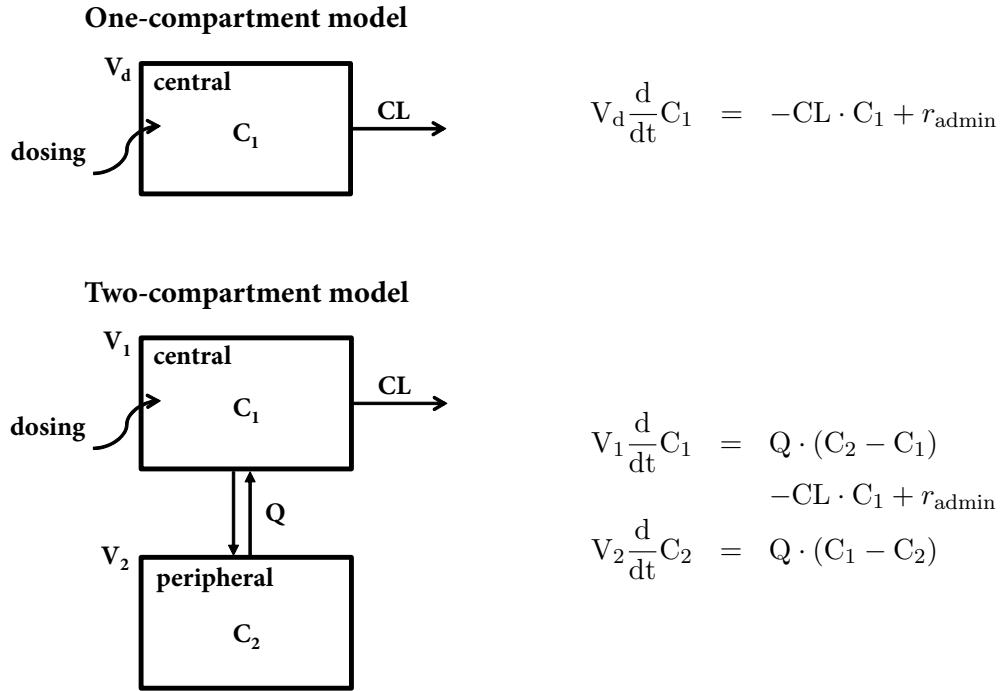 One-compartment model
V_d
central
C_1
CL
dosing
V_d d/dt C_1 = −CL · C_1 + r_admin
Two-compartment model
V_1
central
C_1
CL
dosing
Q
V_2
peripheral
C_2
V_1 d/dt C_1 = Q · (C_2 − C_1)
−CL · C_1 + r_admin
V_2 d/dt C_2 = Q · (C_1 − C_2)